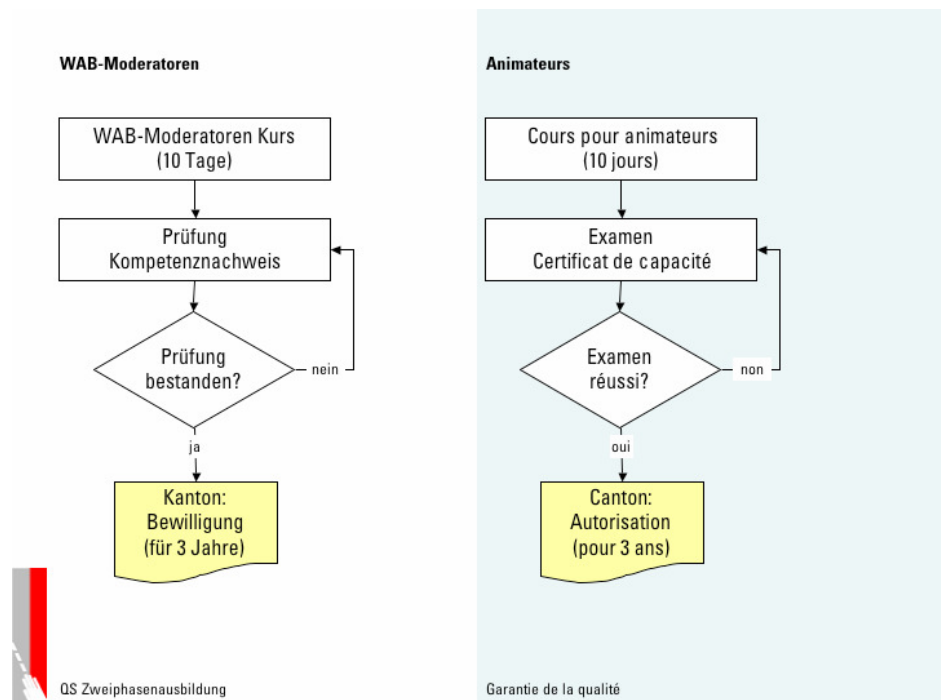 WAB-Moderatoren
WAB-Moderatoren Kurs
(10 Tage)
Prüfung
Kompetenznachweis
Prüfung
bestanden?
nein
ja
Kanton:
Bewilligung
(für 3 Jahre)
QS Zweiphasenausbildung
Animateurs
Cours pour animateurs
(10 jours)
Examen
Certificat de capacité
Examen
réussi?
non
oui
Canton:
Autorisation
(pour 3 ans)
Garantie de la qualité